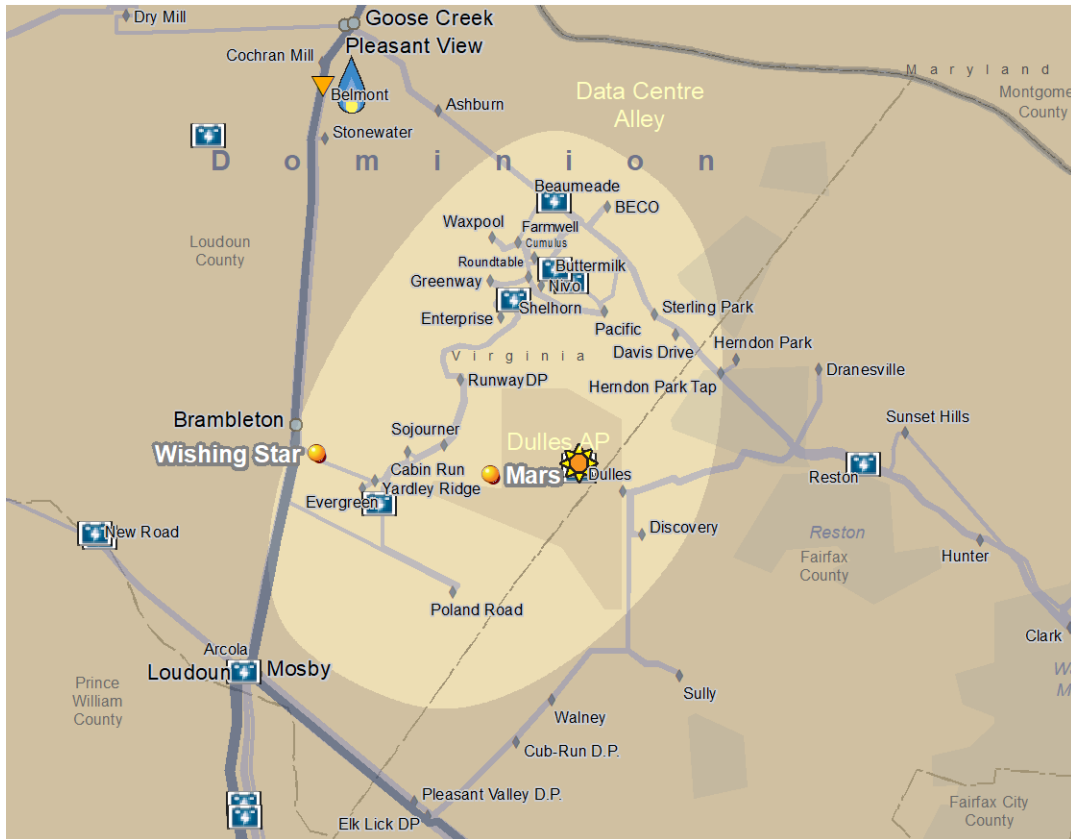 Dry Mill
Goose Creek
Pleasant View
Cochran Mill
Belmont
Ashburn
Stonewater
Data Centre
Alley
Maryland
Montgome
County
Dominion
Loudoun
County
Beaumeade
BECO
Waxpool
Farmwell
Cumulus
Roundtable
Buttermilk
Greenway
Nivo
Shelhorn
Enterprise
Pacific
Sterling Park
Davis Drive
Herndon Park
Virginia
RunwayDP
Herndon Park Tap
Dranesville
Brambleton
Sojourner
Dulles AP
Sunset Hills
Wishing Star
Cabin Run
Mars
Dulles
Yardley Ridge
Reston
Evergreen
New Road
Discovery
Reston
Fairfax
County
Hunter
Poland Road
Clark
Arcola
Loudoun
Mosby
Prince
William
County
Sully
Wa
M
Walney
Cub-Run D.P.
Pleasant Valley D.P.
Elk Lick DP
Fairfax City
County